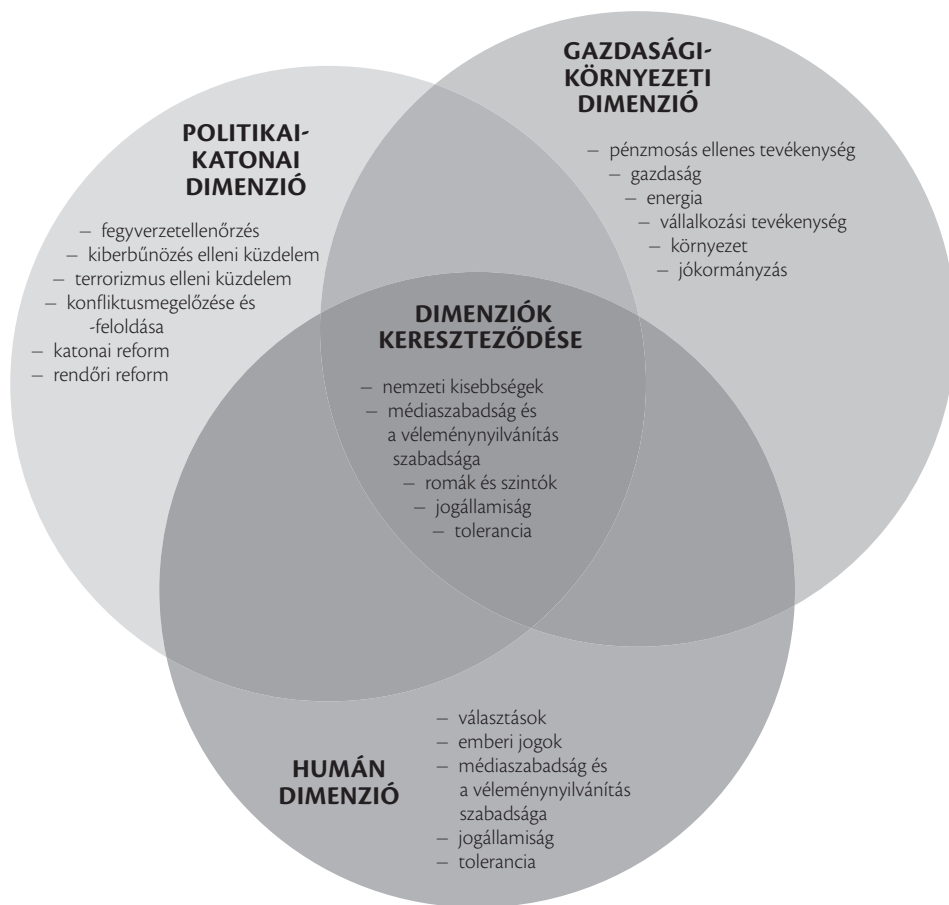 GAZDASÁGI-
KÖRNYEZETI
DIMENZIÓ
– pénzmosás ellenes tevékenység
– gazdaság
– energia
– vállalkozási tevékenység
– környezet
– jókormányzás
POLITIKAI-
KATONAI
DIMENZIÓ
– fegyverzetellenőrzés
– kiberbűnözés elleni küzdelem
– terrorizmus elleni küzdelem
– konfliktusmegelőzése és
-feloldása
– katonai reform
– rendőri reform
DIMENZIÓK
KERESZTEZŐDÉSE
– nemzeti kisebbségek
– médiaszabadság és
a véleménynyilvánítás
szabadsága
– romák és szintók
– jogállamiság
– tolerancia
HUMÁN
DIMENZIÓ
– választások
– emberi jogok
– médiaszabadság és
a véleménynyilvánítás
szabadsága
– jogállamiság
– tolerancia